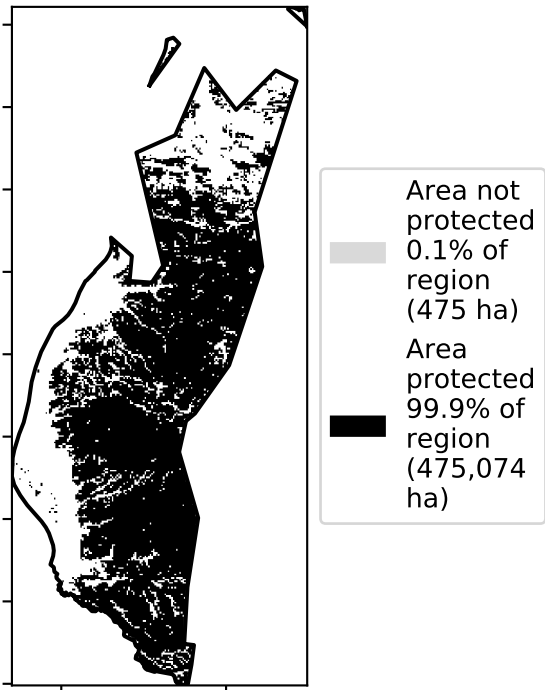 Area not
protected
0.1% of
region
(475 ha)
Area
protected
99.9% of
region
(475,074
ha)